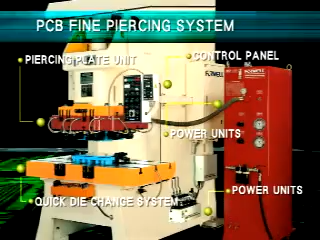 PCB FINE PIERCING SYSTEM
PIERCING PLATE UNIT
CONTROL PANEL
POWER UNITS
POWER UNITS
QUICK DIE CHANGE SYSTEM